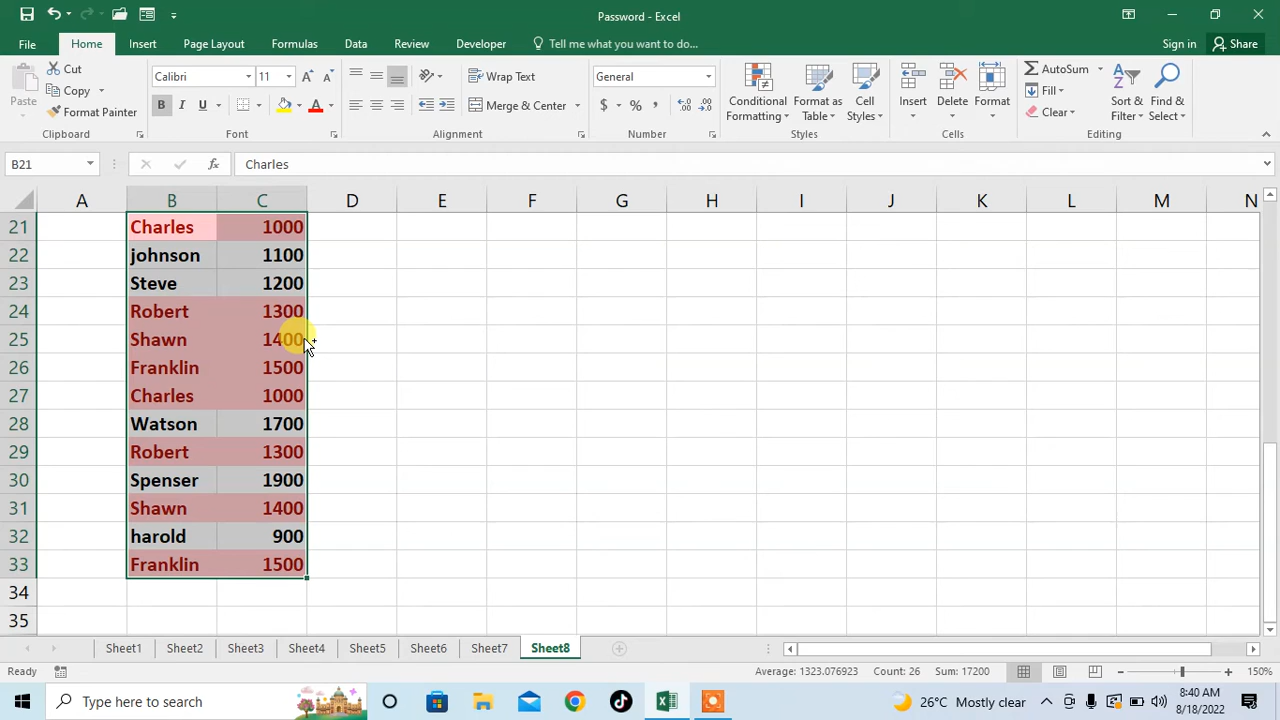 Password - Excel
File Home Insert Page Layout Formulas Data Review Developer Tell me what you want to do... Sign in Share
Paste Cut Copy Format Painter Clipboard
Calibri 11 B I U Font
Wrap Text Merge & Center Alignment
General $ % , Number
Conditional Formatting Format as Table Cell Styles Styles
Insert Delete Format Cells
AutoSum Fill Clear Sort & Filter Find & Select Editing
B21 fx Charles
A B C D E F G H I J K L M N
21 Charles 1000
22 johnson 1100
23 Steve 1200
24 Robert 1300
25 Shawn 1400
26 Franklin 1500
27 Charles 1000
28 Watson 1700
29 Robert 1300
30 Spenser 1900
31 Shawn 1400
32 harold 900
33 Franklin 1500
34
35
Sheet1 Sheet2 Sheet3 Sheet4 Sheet5 Sheet6 Sheet7 Sheet8
Ready Average: 1323.076923 Count: 26 Sum: 17200 150%
Type here to search 26°C Mostly clear 8:40 AM
8/18/2022